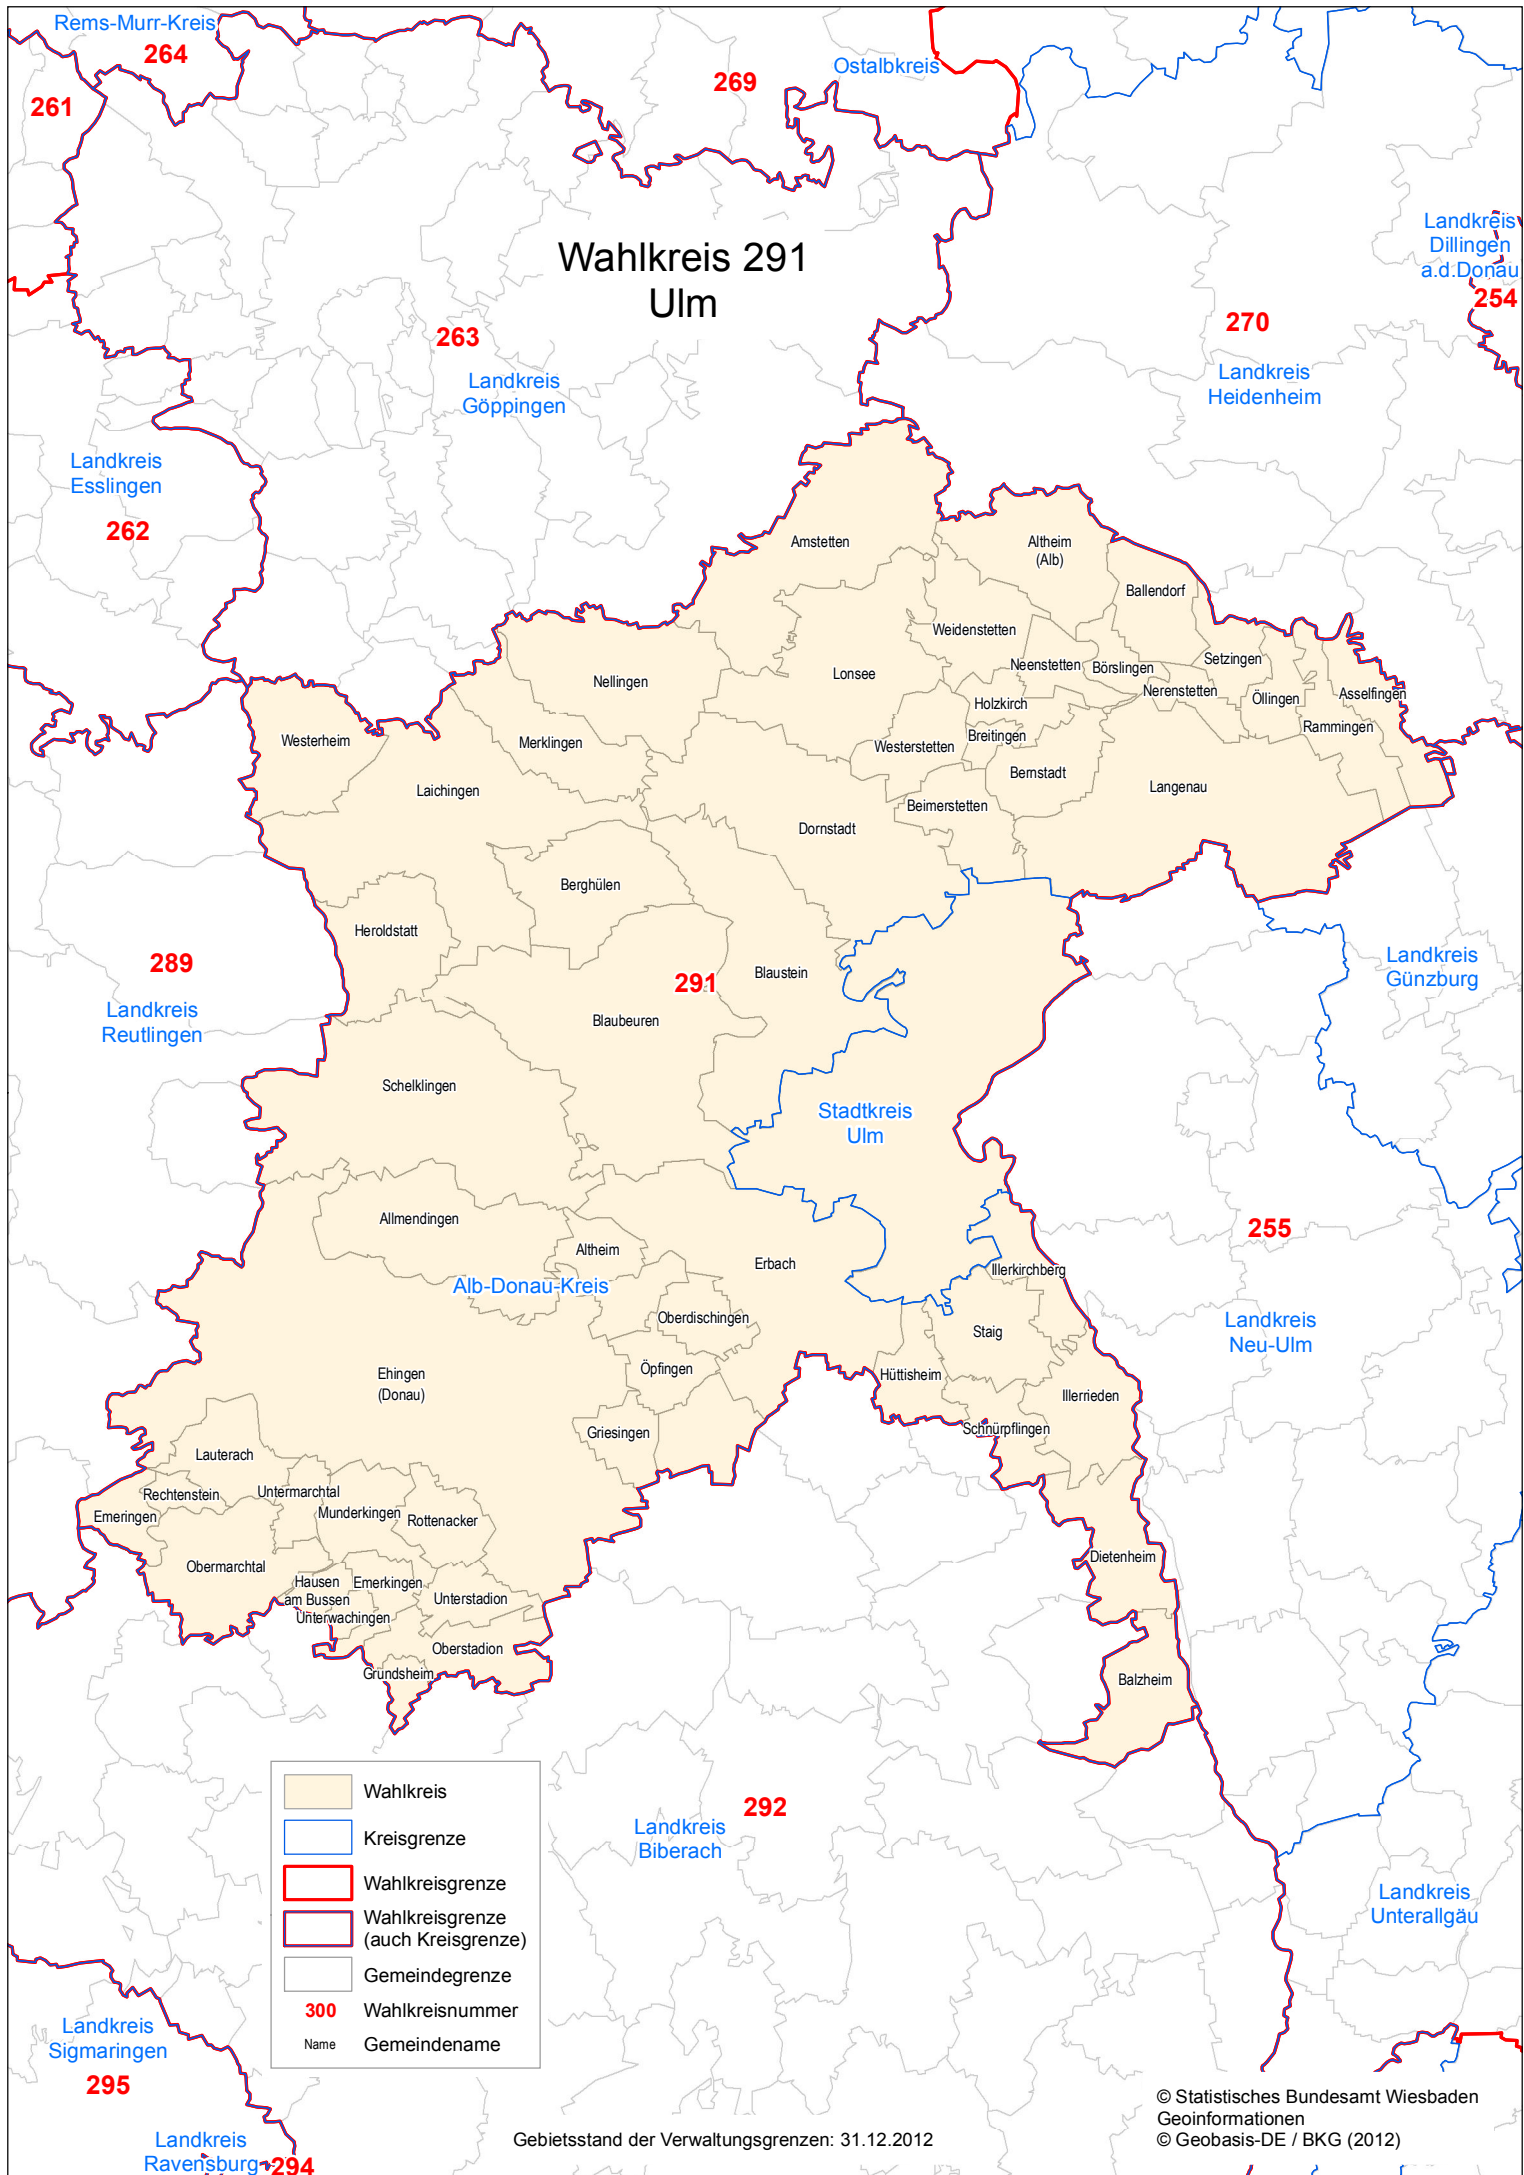 Rems-Murr-Kreis
264
261
269
Ostalbkreis
Wahlkreis 291
Ulm
Landkreis
Dillingen
a.d.Donau
254
263
270
Landkreis
Göppingen
Landkreis
Heidenheim
Landkreis
Esslingen
262
Amstetten
Altheim
(Alb)
Ballendorf
Weidenstetten
Neenstetten
Börslingen
Setzingen
Nellingen
Lonsee
Nerenstetten
Öllingen
Asselfingen
Holzkirch
Rammingen
Westerheim
Merklingen
Westerstetten
Breitingen
Laichingen
Bernstadt
Langenau
Beimerstetten
Dornstadt
Berghülen
Heroldstatt
289
Landkreis
Reutlingen
291
Blaustein
Landkreis
Günzburg
Blaubeuren
Schelklingen
Stadtkreis
Ulm
Allmendingen
Altheim
Erbach
255
Alb-Donau-Kreis
Illerkirchberg
Oberdischingen
Staig
Landkreis
Neu-Ulm
Ehingen
(Donau)
Öpfingen
Hüttisheim
Illerrieden
Griesingen
Schnürpflingen
Lauterach
Rechtenstein
Untermarchtal
Emeringen
Munderkingen
Rottenacker
Obermarchtal
Dietenheim
Hausen
am Bussen
Emerkingen
Unterstadion
Unterwachingen
Oberstadion
Grundsheim
Balzheim
Wahlkreis
Kreisgrenze
Wahlkreisgrenze
Wahlkreisgrenze
(auch Kreisgrenze)
Gemeindegrenze
300 Wahlkreisnummer
Name Gemeindename
292
Landkreis
Biberach
Landkreis
Unterallgäu
Landkreis
Sigmaringen
295
Landkreis
Ravensburg
294
Gebietsstand der Verwaltungsgrenzen: 31.12.2012
© Statistisches Bundesamt Wiesbaden
Geoinformationen
© Geobasis-DE / BKG (2012)